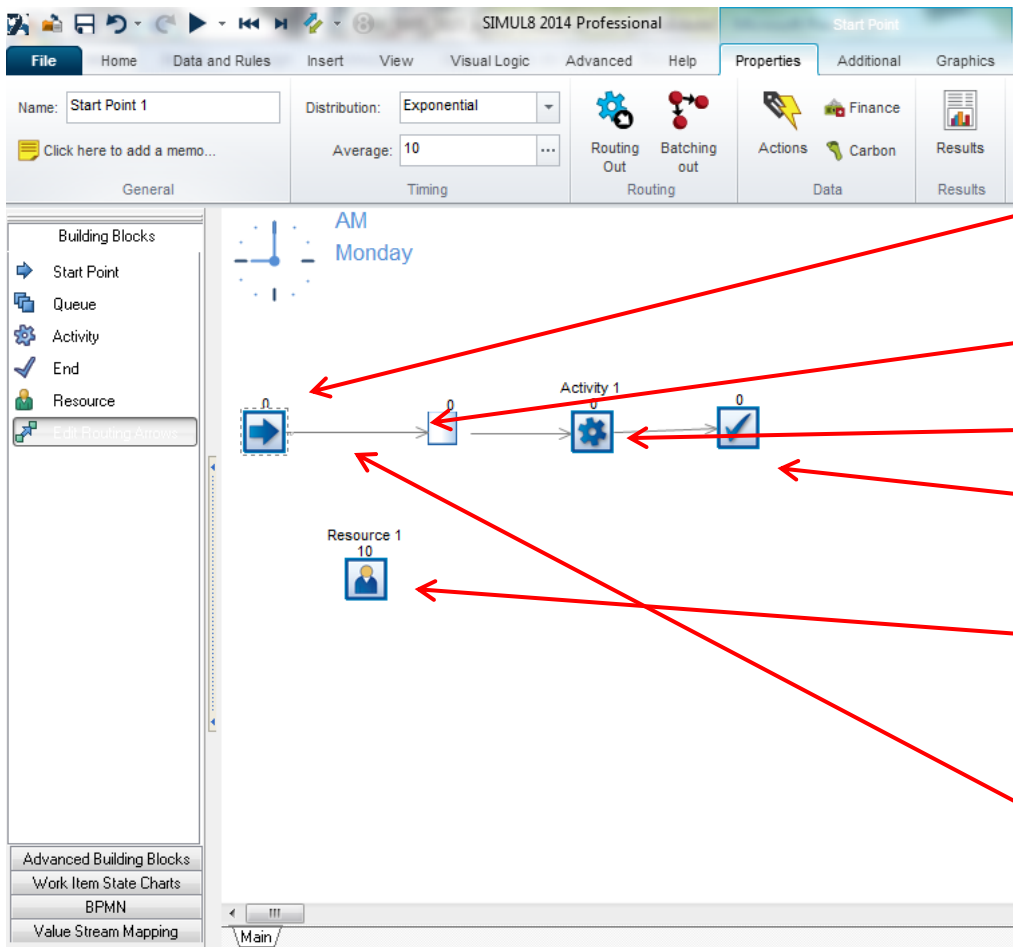 SIMUL8 2014 Professional
Start Point
File Home Data and Rules Insert View Visual Logic Advanced Help Properties Additional Graphics
Name: Start Point 1
Distribution: Exponential
Finance
Click here to add a memo...
Average: 10 ...
Routing Out
Batching out
Actions
Carbon
Results
General
Timing
Routing
Data
Results
Building Blocks
AM
Monday
Start Point
Queue
Activity
End
Resource
Edit Routing Arrows
Activity 1
0
0
0
0
Resource 1
10
Advanced Building Blocks
Work Item State Charts
BPMN
Value Stream Mapping
Main